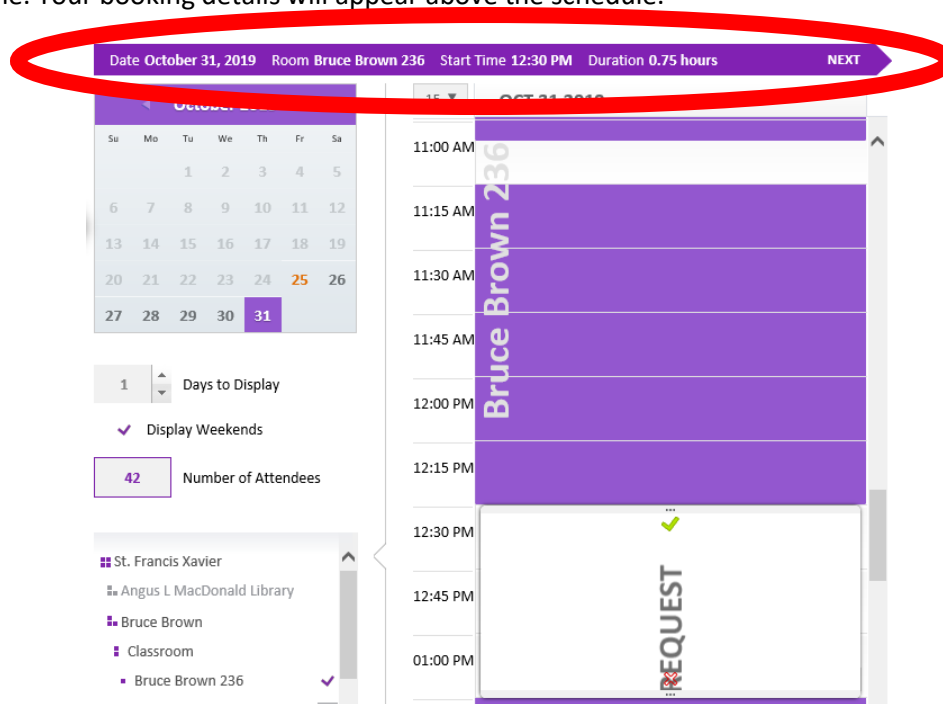 ne. Your booking details will appear above the schedule.
Date October 31, 2019 Room Bruce Brown 236 Start Time 12:30 PM Duration 0.75 hours NEXT
October
Su Mo Tu We Th Fr Sa
1 2 3 4 5
6 7 8 9 10 11 12
13 14 15 16 17 18 19
20 21 22 23 24 25 26
27 28 29 30 31
1 Days to Display
Display Weekends
42 Number of Attendees
St. Francis Xavier
Angus L MacDonald Library
Bruce Brown
Classroom
Bruce Brown 236
15 OCT 31 2019
11:00 AM
11:15 AM
11:30 AM
11:45 AM
12:00 PM
12:15 PM
12:30 PM
12:45 PM
01:00 PM
Bruce Brown 236
REQUEST